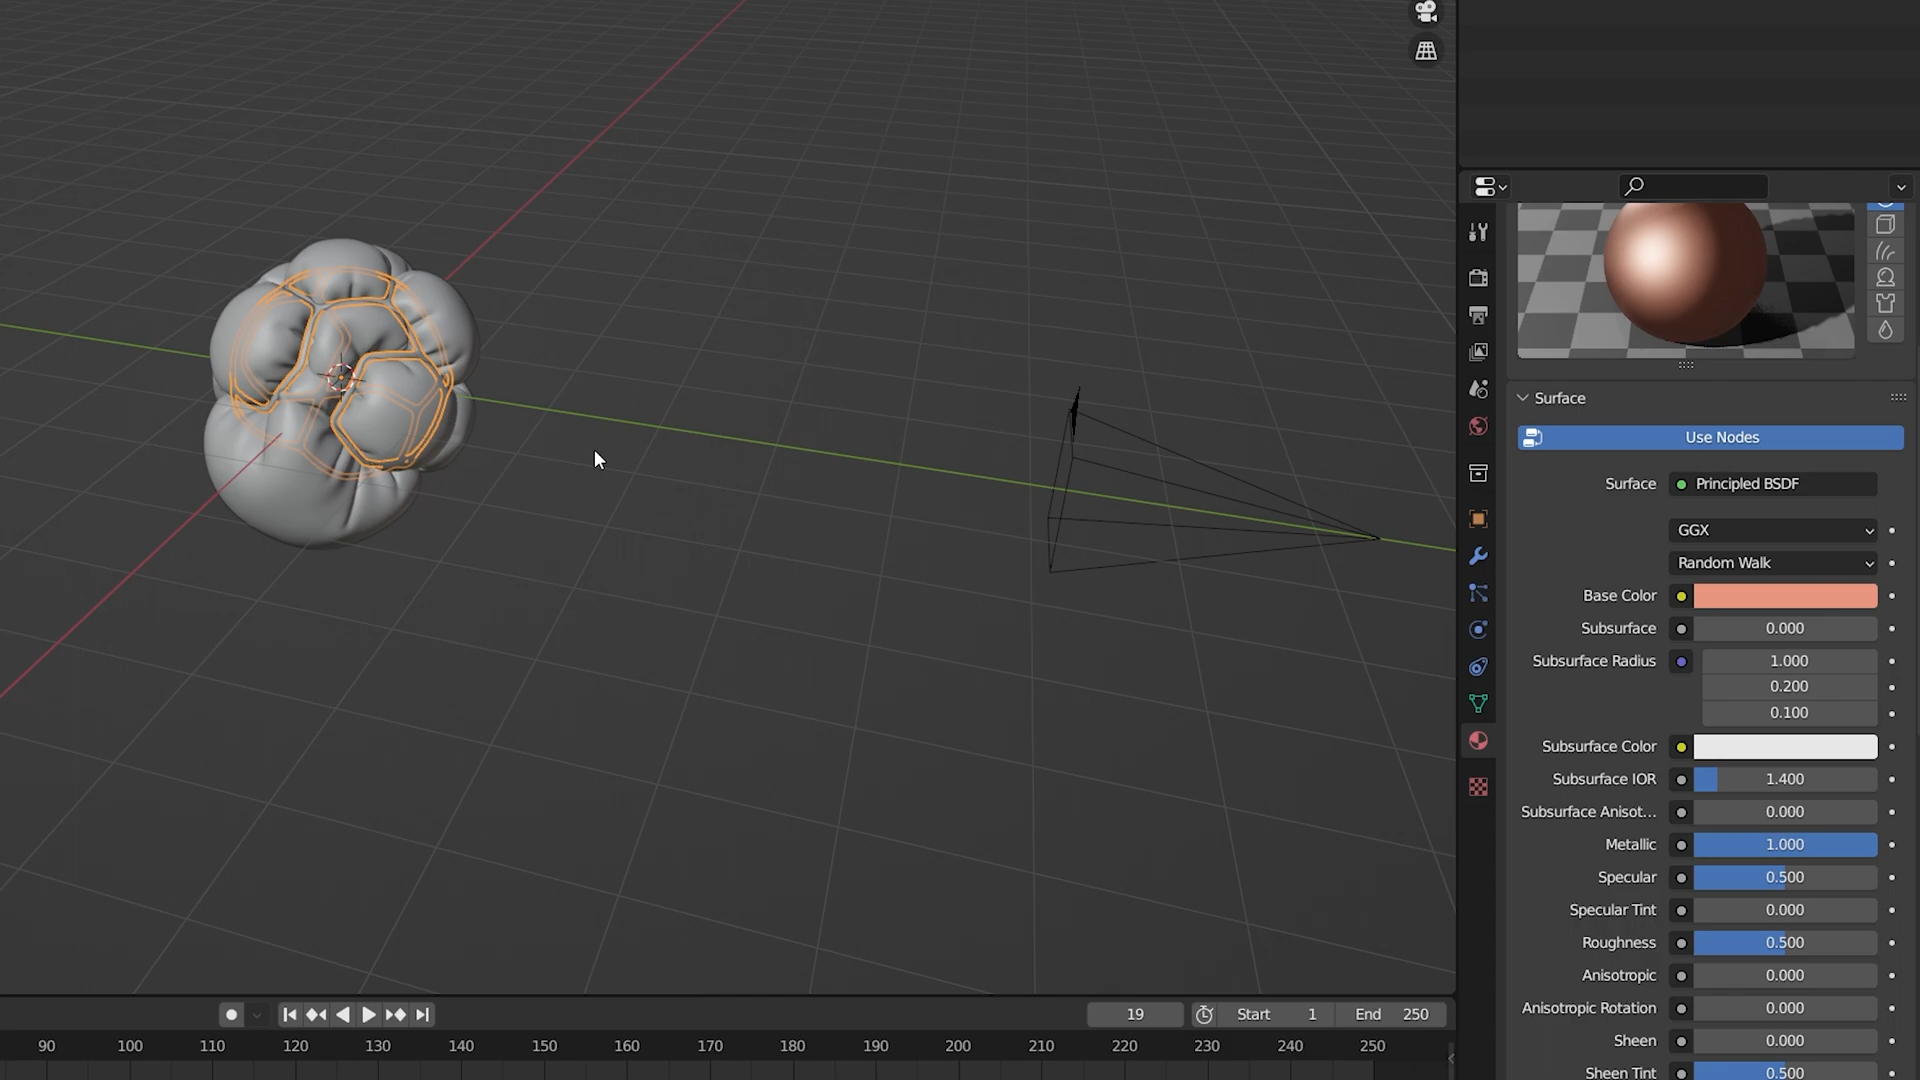 Surface
Use Nodes
Surface Principled BSDF
GGX
Random Walk
Base Color
Subsurface 0.000
Subsurface Radius 1.000
0.200
0.100
Subsurface Color
Subsurface IOR 1.400
Subsurface Anisot... 0.000
Metallic 1.000
Specular 0.500
Specular Tint 0.000
Roughness 0.500
Anisotropic 0.000
Anisotropic Rotation 0.000
Sheen 0.000
Sheen Tint 0.500
19 Start 1 End 250
90 100 110 120 130 140 150 160 170 180 190 200 210 220 230 240 250